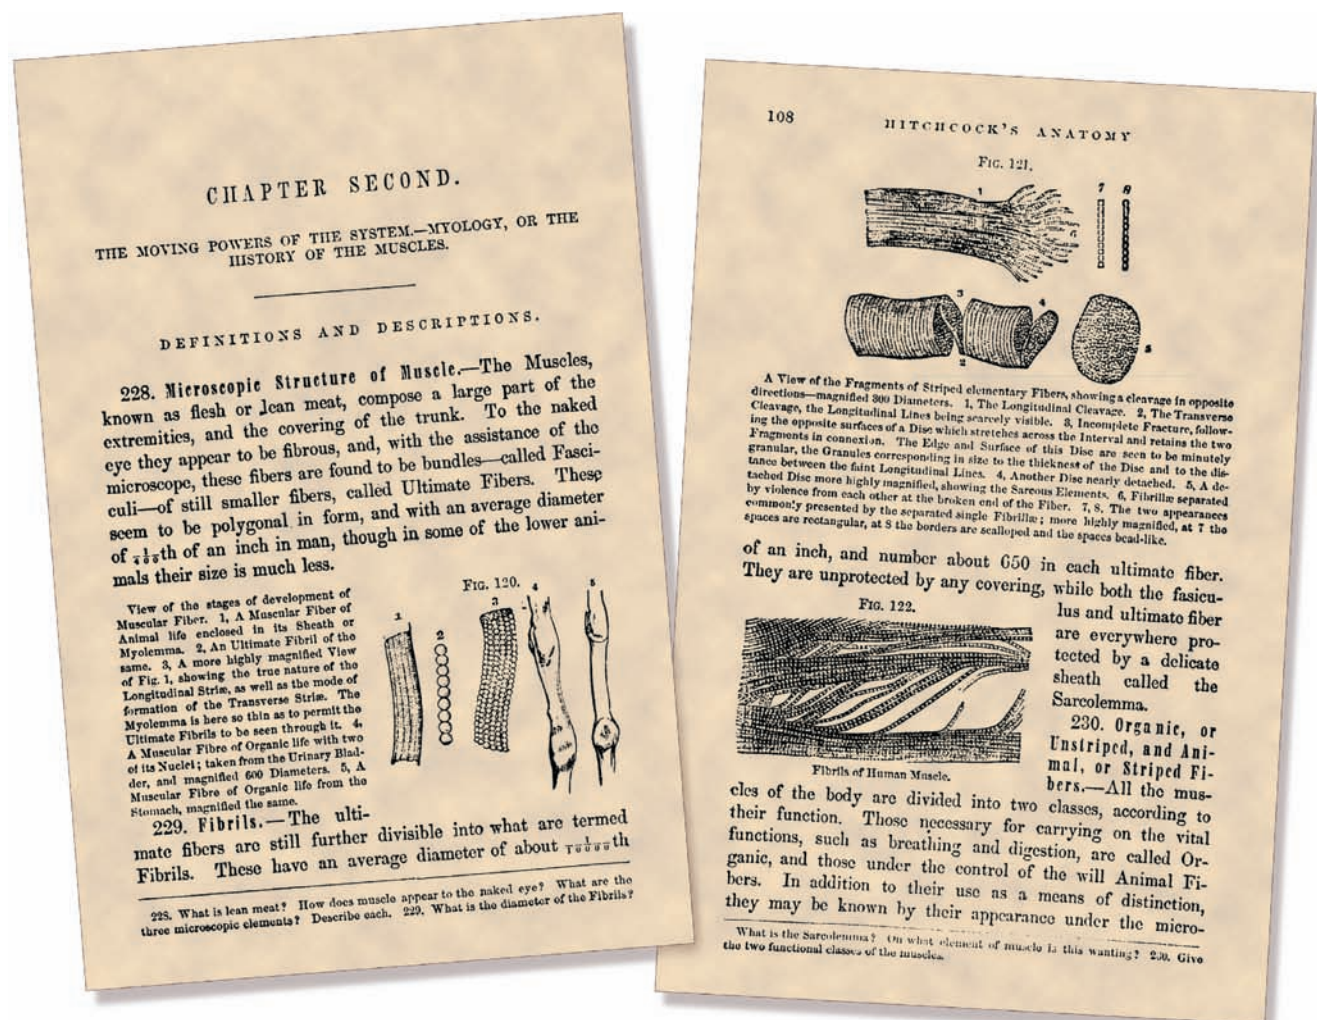 CHAPTER SECOND.
THE MOVING POWERS OF THE SYSTEM.—MYOLOGY, OR THE
HISTORY OF THE MUSCLES.
DEFINITIONS AND DESCRIPTIONS.
228. Microscopic Structure of Muscle.—The Muscles,
known as flesh or lean meat, compose a large part of the
extremities, and the covering of the trunk. To the naked
eye they appear to be fibrous, and, with the assistance of the
microscope, these fibers are found to be bundles—called Fasci-
culi—of still smaller fibers, called Ultimate Fibers. These
seem to be polygonal in form, and with an average diameter
of 1/400th of an inch in man, though in some of the lower ani-
mals their size is much less.
View of the stages of development of
Muscular Fiber. 1, A Muscular Fiber of
Animal life enclosed in its Sheath or
Myolemma. 2, An Ultimate Fibril of the
same. 3, A more highly magnified View
of Fig. 1, showing the true nature of the
Longitudinal Striæ, as well as the mode of
formation of the Transverse Striæ. The
Myolemma is here so thin as to permit the
Ultimate Fibrils to be seen through it. 4,
A Muscular Fibre of Organic life with two
of its Nuclei; taken from the Urinary Blad-
der, and magnified 600 Diameters. 5, A
Muscular Fibre of Organic life from the
Stomach, magnified the same.
FIG. 120.
1 2 3 4 5
229. Fibrils.—The ulti-
mate fibers are still further divisible into what are termed
Fibrils. These have an average diameter of about 1/10000th
228. What is lean meat? How does muscle appear to the naked eye? What are the
three microscopic elements? Describe each. 229. What is the diameter of the Fibrils?
108 HITCHCOCK'S ANATOMY
FIG. 121.
1 7 8
6
3 4
2 5
A View of the Fragments of Striped elementary Fibers, showing a cleavage in opposite
directions—magnified 300 Diameters. 1, The Longitudinal Cleavage. 2, The Transverse
Cleavage, the Longitudinal Lines being scarcely visible. 3, Incomplete Fracture, follow-
ing the opposite surfaces of a Disc which stretches across the Interval and retains the two
Fragments in connexion. The Edge and Surface of this Disc are seen to be minutely
granular, the Granules corresponding in size to the thickness of the Disc and to the dis-
tance between the faint Longitudinal Lines. 4, Another Disc nearly detached. 5, A de-
tached Disc more highly magnified, showing the Sarcous Elements. 6, Fibrillæ separated
by violence from each other at the broken end of the Fiber. 7, 8, The two appearances
commonly presented by the separated single Fibrillæ; more highly magnified, at 7 the
spaces are rectangular, at 8 the borders are scalloped and the spaces bead-like.
of an inch, and number about 650 in each ultimate fiber.
They are unprotected by any covering, while both the fasicu-
lus and ultimate fiber
are everywhere pro-
tected by a delicate
sheath called the
Sarcolemma.
FIG. 122.
Fibrils of Human Muscle.
230. Organic, or
Unstriped, and Ani-
mal, or Striped Fi-
bers.—All the mus-
cles of the body are divided into two classes, according to
their function. Those necessary for carrying on the vital
functions, such as breathing and digestion, are called Or-
ganic, and those under the control of the will Animal Fi-
bers. In addition to their use as a means of distinction,
they may be known by their appearance under the micro-
What is the Sarcolemma? On what element of muscle is this wanting? 230. Give
the two functional classes of the muscles.